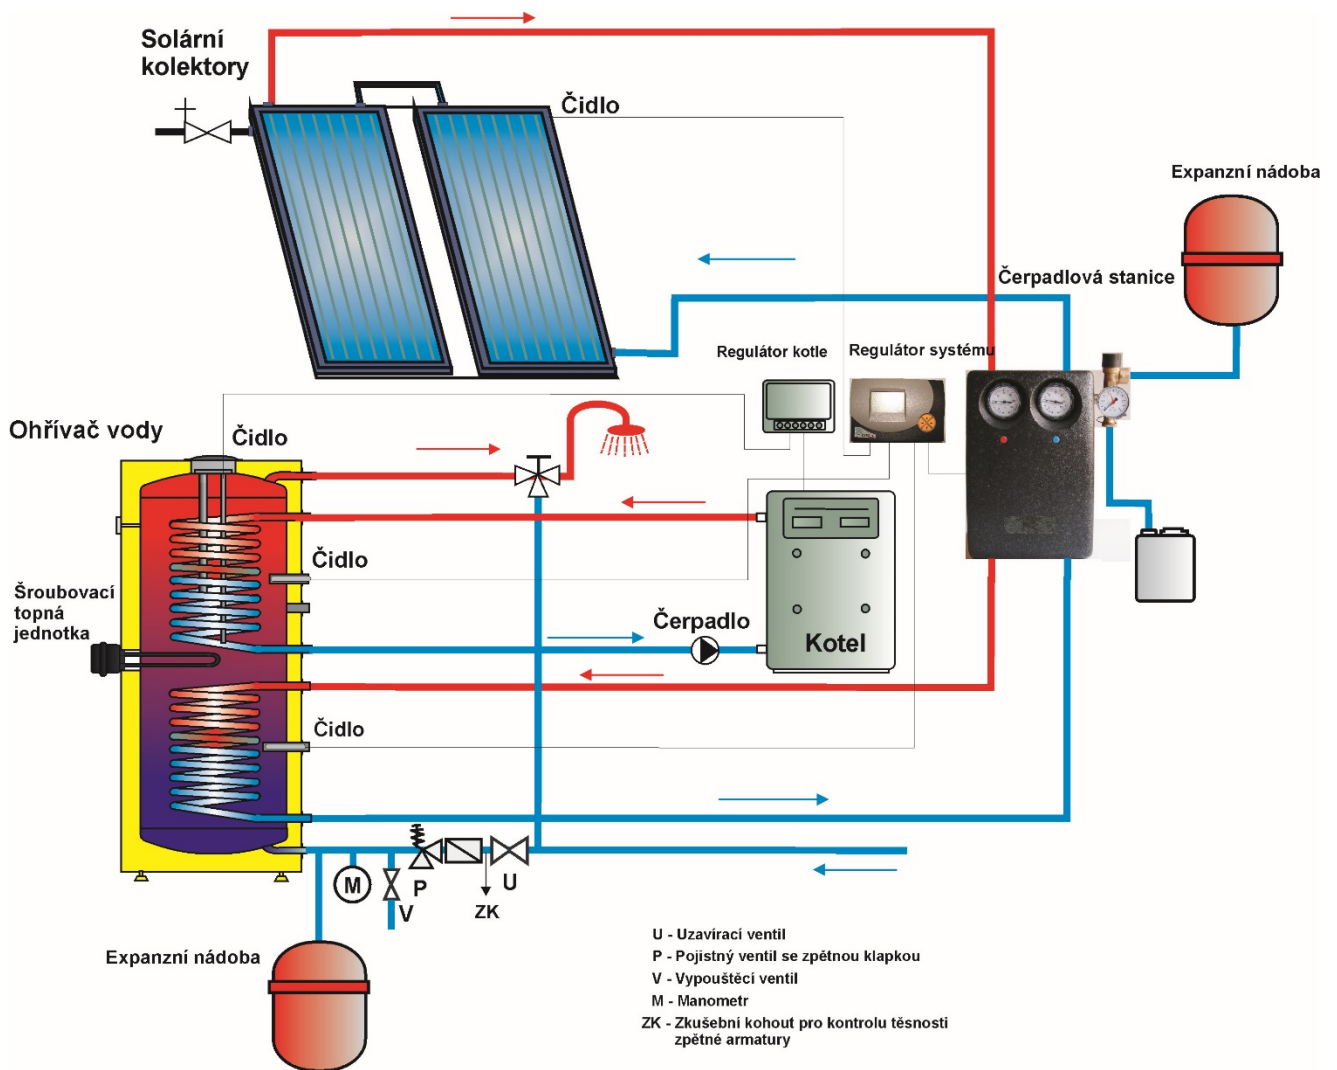 Solární
kolektory
Čidlo
Expanzní nádoba
Čerpadlová stanice
Regulátor kotle
Regulátor systému
Ohřívač vody
Čidlo
Čidlo
Šroubovací
topná
jednotka
Čerpadlo
Kotel
Čidlo
M
V
P
ZK
U
Expanzní nádoba
U - Uzavírací ventil
P - Pojistný ventil se zpětnou klapkou
V - Vypouštěcí ventil
M - Manometr
ZK - Zkušební kohout pro kontrolu těsnosti
zpětné armatury